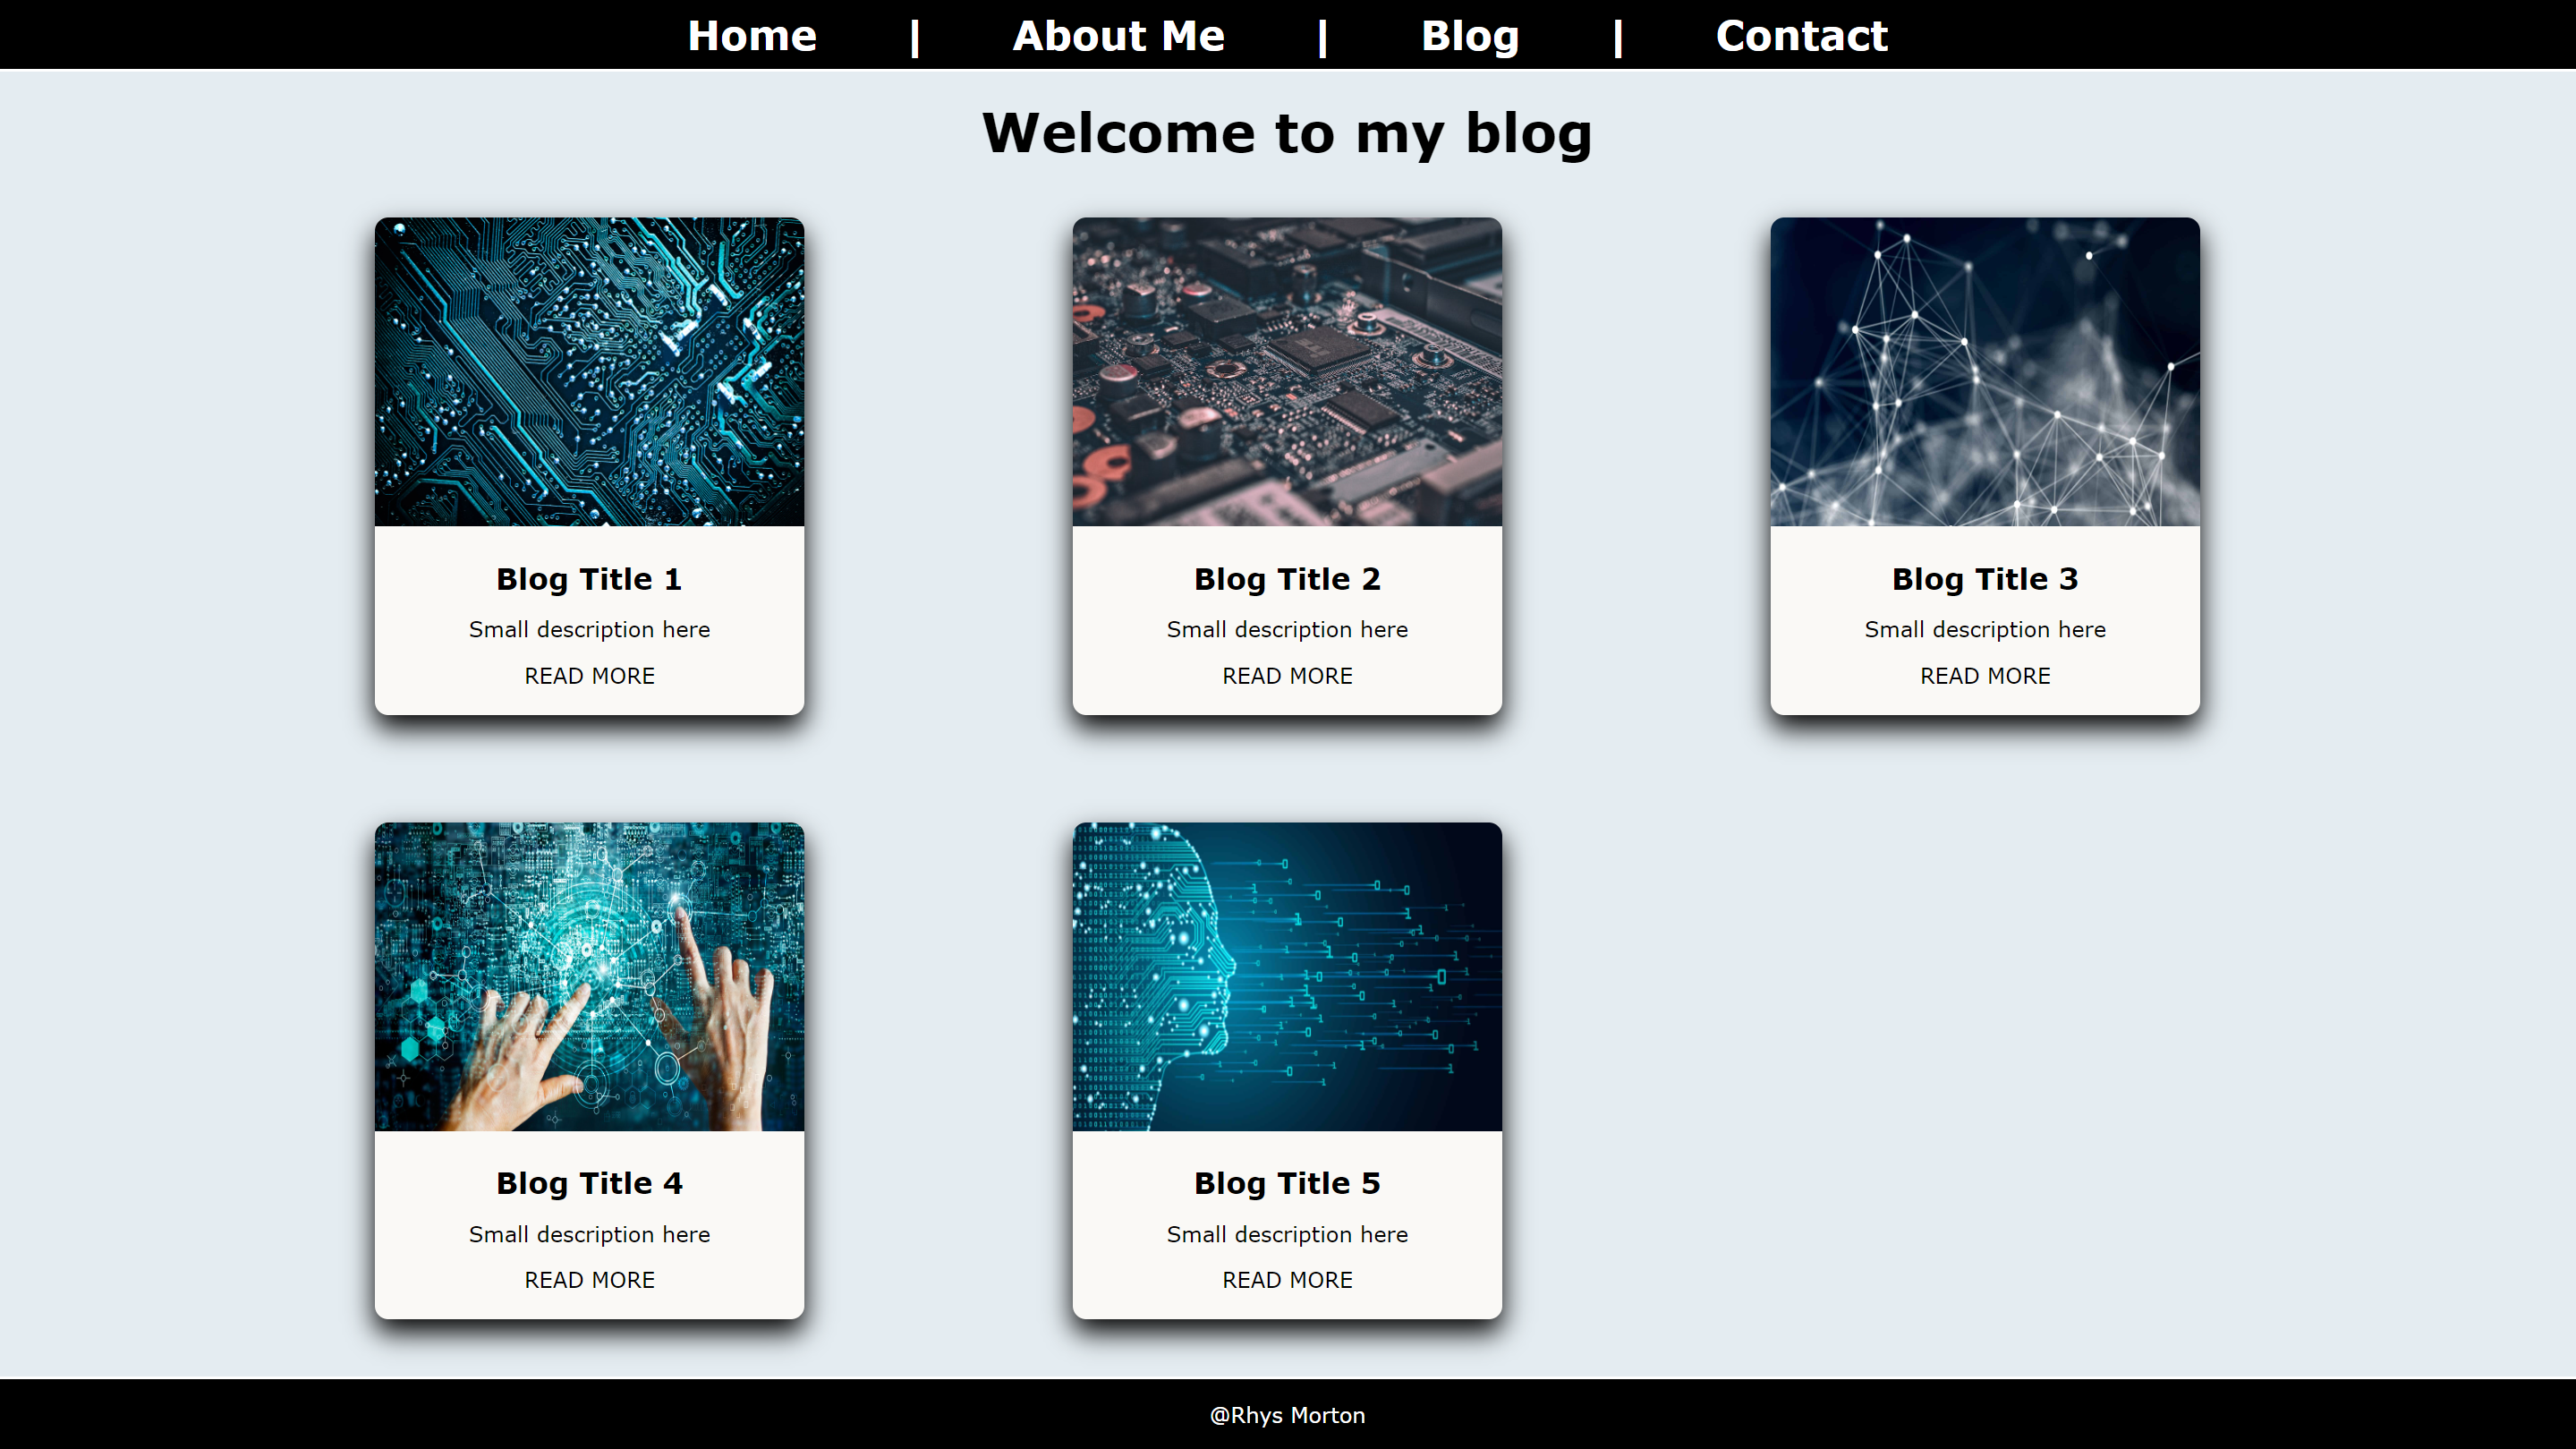 Home | About Me | Blog | Contact
Welcome to my blog
Blog Title 1
Small description here
READ MORE
Blog Title 2
Small description here
READ MORE
Blog Title 3
Small description here
READ MORE
Blog Title 4
Small description here
READ MORE
Blog Title 5
Small description here
READ MORE
@Rhys Morton